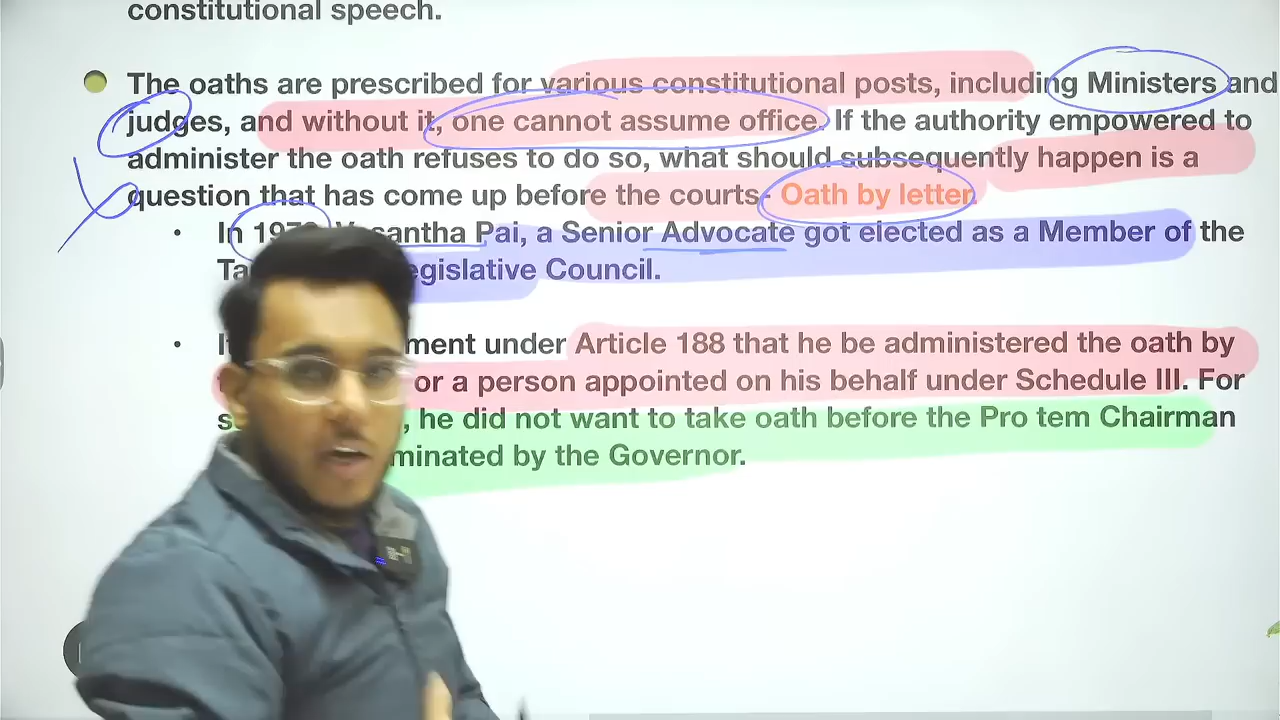 constitutional speech.
The oaths are prescribed for various constitutional posts, including Ministers and
judges, and without it, one cannot assume office. If the authority empowered to
administer the oath refuses to do so, what should subsequently happen is a
question that has come up before the courts- Oath by letter.
• In Pai, a Senior Advocate got elected as a Member of the
Council.
• under Article 188 that he be administered the oath by
or a person appointed on his behalf under Schedule III. For
, he did not want to take oath before the Pro tem Chairman
by the Governor.